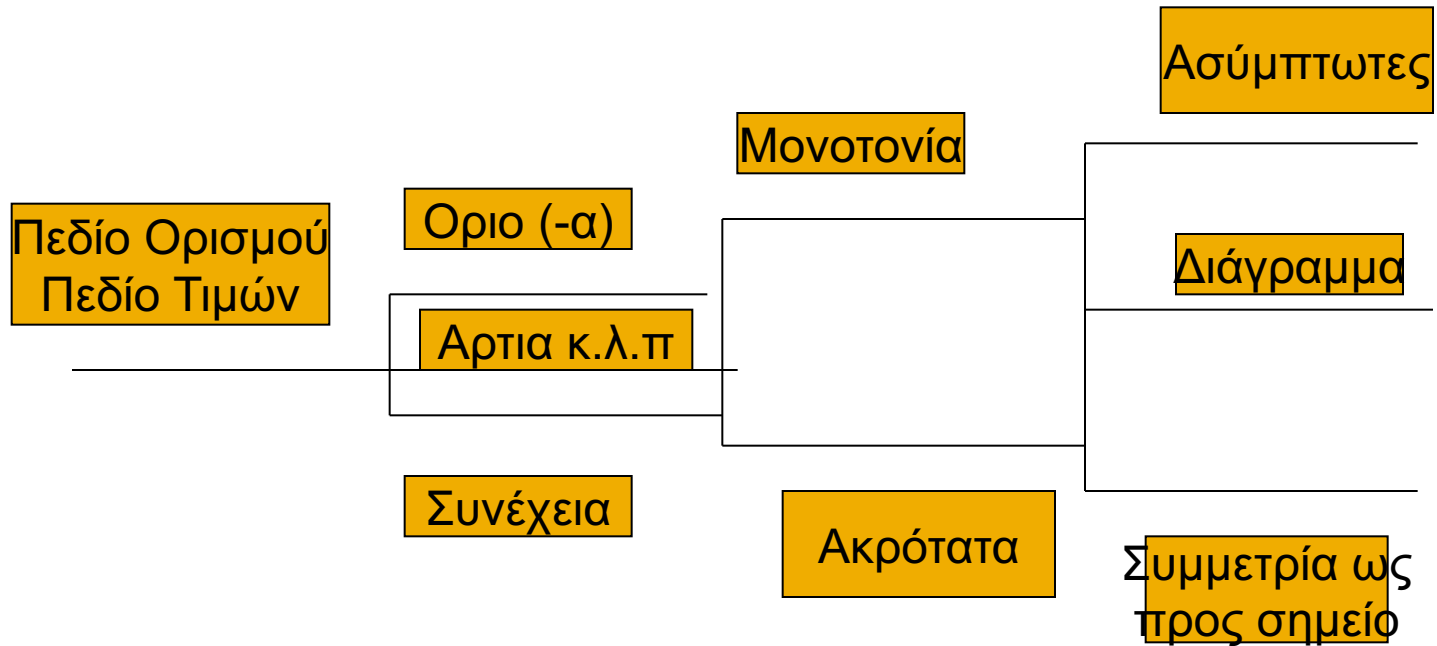 Πεδίο Ορισμού
Πεδίο Τιμών
Οριο (-α)
Αρτια κ.λ.π
Συνέχεια
Μονοτονία
Ακρότατα
Ασύμπτωτες
Διάγραμμα
Συμμετρία ως
προς σημείο